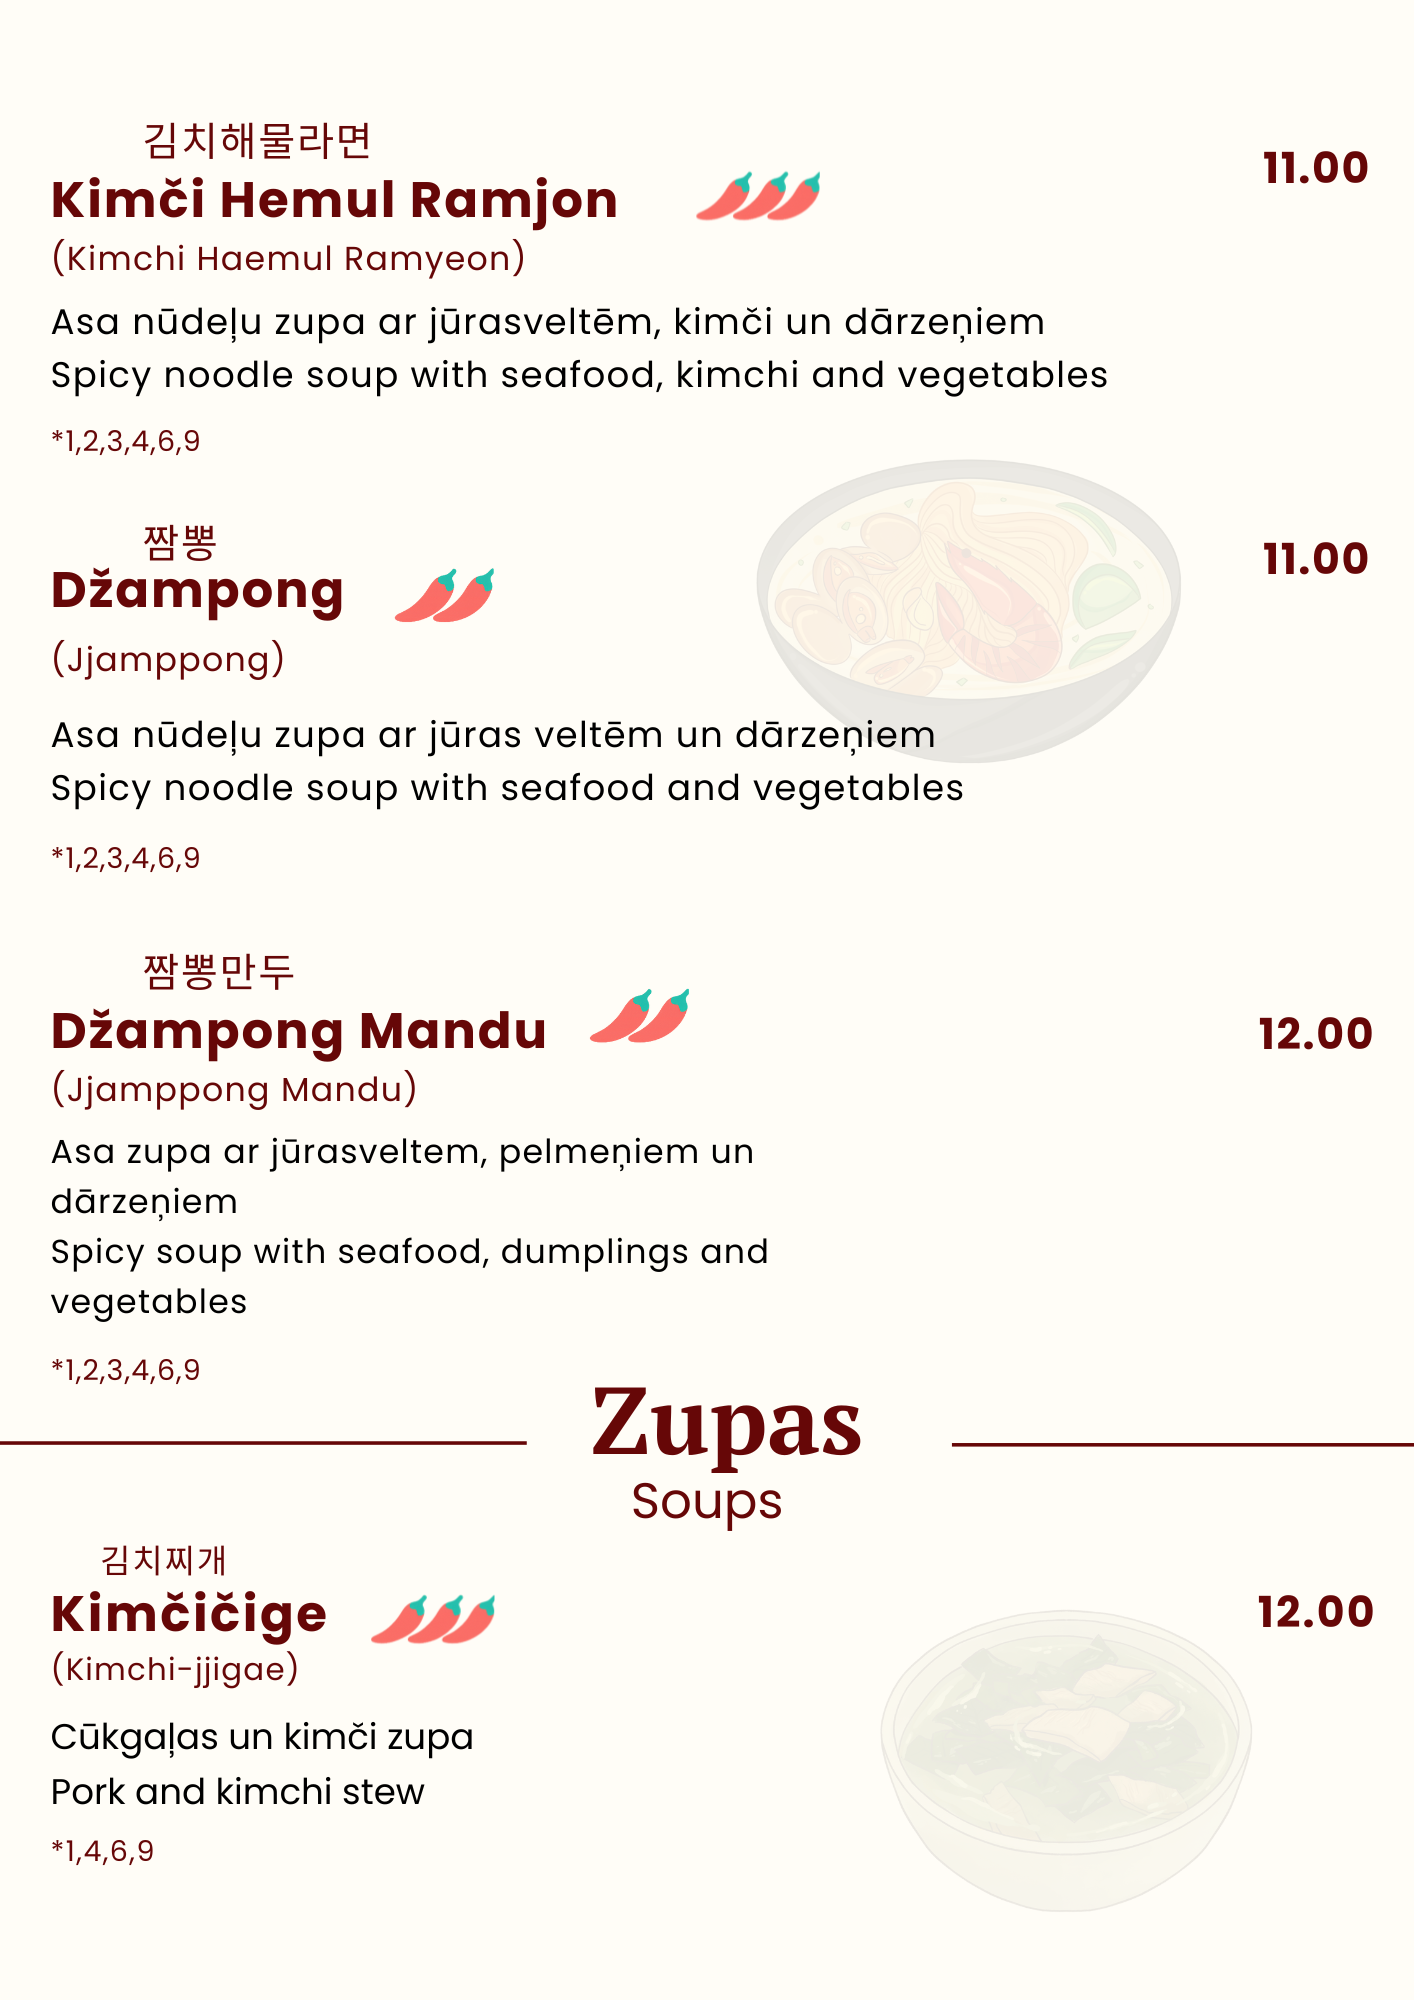 김치해물라면
Kimči Hemul Ramjon
11.00
(Kimchi Haemul Ramyeon)
Asa nūdeļu zupa ar jūrasveltēm, kimči un dārzeņiem
Spicy noodle soup with seafood, kimchi and vegetables
*1,2,3,4,6,9
짬뽕
Džampong
11.00
(Jjamppong)
Asa nūdeļu zupa ar jūras veltēm un dārzeņiem
Spicy noodle soup with seafood and vegetables
*1,2,3,4,6,9
짬뽕만두
Džampong Mandu
12.00
(Jjamppong Mandu)
Asa zupa ar jūrasveltem, pelmeņiem un
dārzeņiem
Spicy soup with seafood, dumplings and
vegetables
*1,2,3,4,6,9
Zupas
Soups
김치찌개
Kimčičige
12.00
(Kimchi-jjigae)
Cūkgaļas un kimči zupa
Pork and kimchi stew
*1,4,6,9